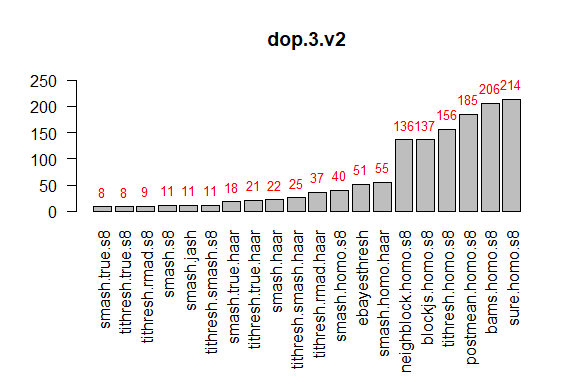 dop.3.v2
250
200
150
100
50
0
8
8
9
11
11
11
18
21
22
25
37
40
51
55
136
137
156
185
206
214
smash.true.s8
tithresh.true.s8
tithresh.rmad.s8
smash.s8
smash.jash
tithresh.smash.s8
smash.true.haar
tithresh.true.haar
smash.haar
tithresh.smash.haar
tithresh.rmad.haar
smash.homo.s8
ebayesthresh
smash.homo.haar
neighblock.homo.s8
blockjs.homo.s8
tithresh.homo.s8
postmean.homo.s8
bams.homo.s8
sure.homo.s8